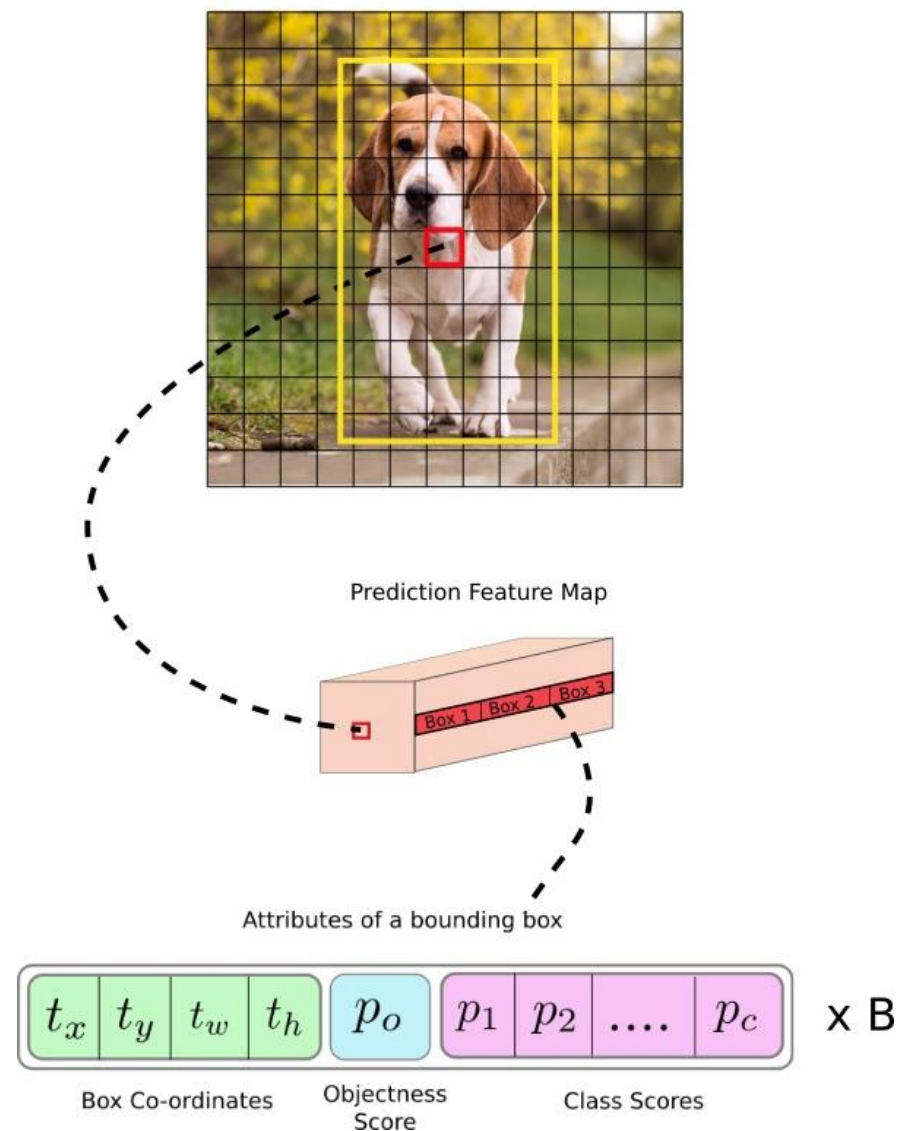 Prediction Feature Map
Box 1 Box 2 Box 3
Attributes of a bounding box
t_x t_y t_w t_h p_o p_1 p_2 .... p_c x B
Box Co-ordinates
Objectness
Score
Class Scores